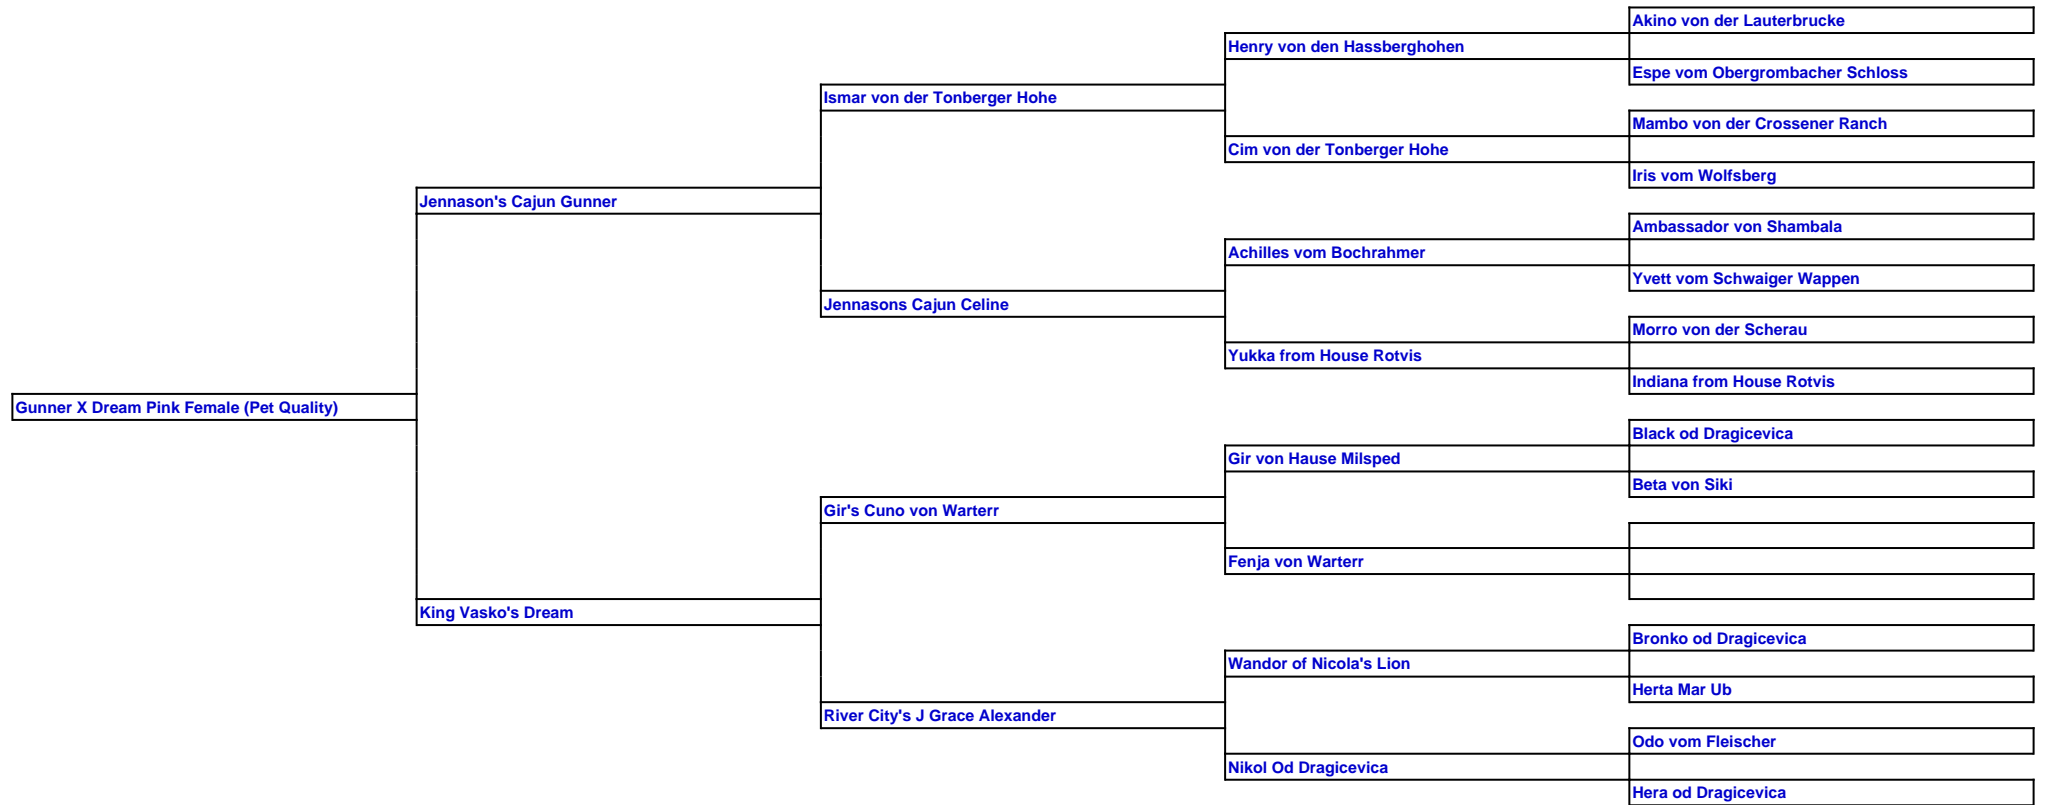 Akino von der Lauterbrucke
Henry von den Hassberghohen
Espe vom Obergrombacher Schloss
Ismar von der Tonberger Hohe
Mambo von der Crossener Ranch
Cim von der Tonberger Hohe
Iris vom Wolfsberg
Jennason's Cajun Gunner
Ambassador von Shambala
Achilles vom Bochrahmer
Yvett vom Schwaiger Wappen
Jennasons Cajun Celine
Morro von der Scherau
Yukka from House Rotvis
Indiana from House Rotvis
Gunner X Dream Pink Female (Pet Quality)
Black od Dragicevica
Gir von Hause Milsped
Beta von Siki
Gir's Cuno von Warterr
Fenja von Warterr
King Vasko's Dream
Bronko od Dragicevica
Wandor of Nicola's Lion
Herta Mar Ub
River City's J Grace Alexander
Odo vom Fleischer
Nikol Od Dragicevica
Hera od Dragicevica